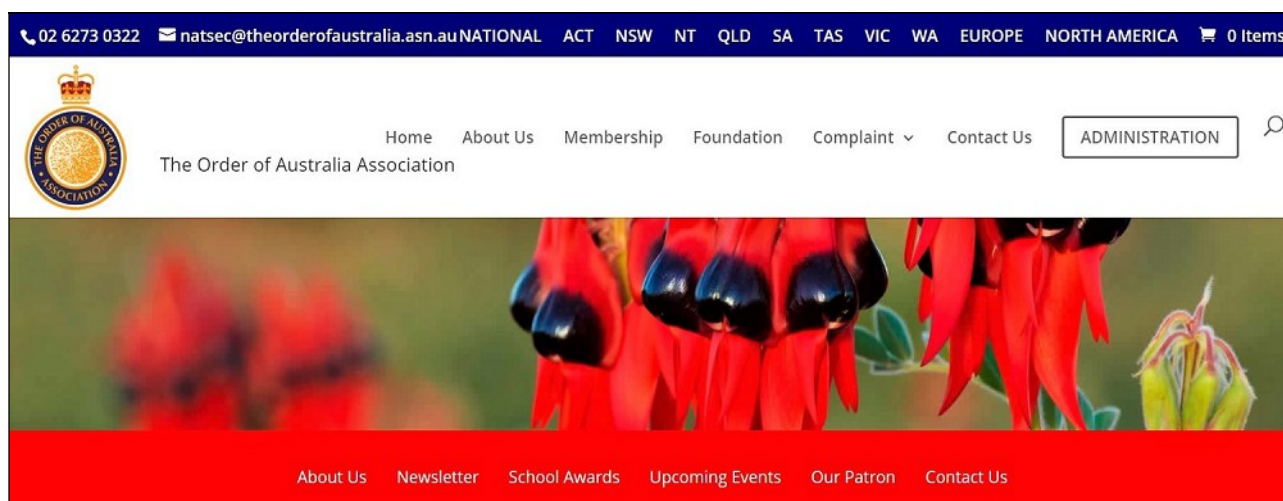 02 6273 0322 natsec@theorderofaustralia.asn.au NATIONAL ACT NSW NT QLD SA TAS VIC WA EUROPE NORTH AMERICA 0 Items
THE ORDER OF AUSTRALIA
ASSOCIATION
Home About Us Membership Foundation Complaint Contact Us ADMINISTRATION
The Order of Australia Association
About Us Newsletter School Awards Upcoming Events Our Patron Contact Us